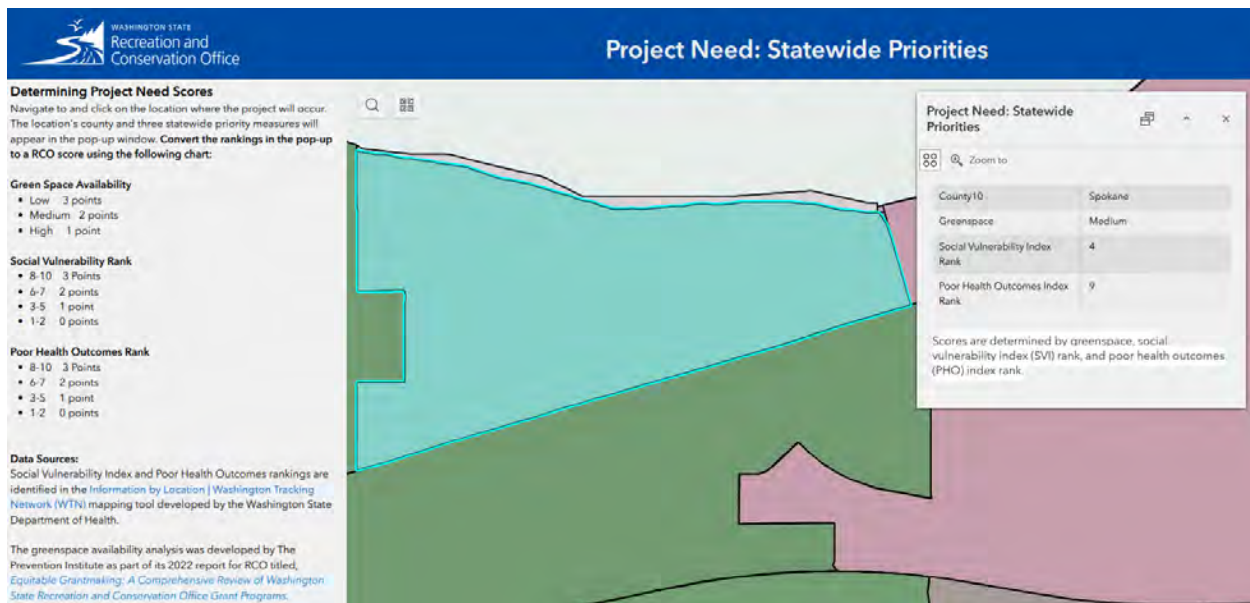 WASHINGTON STATE
Recreation and
Conservation Office
Project Need: Statewide Priorities
Determining Project Need Scores
Navigate to and click on the location where the project will occur.
The location's county and three statewide priority measures will
appear in the pop-up window. Convert the rankings in the pop-up
to a RCO score using the following chart:
Green Space Availability
• Low 3 points
• Medium 2 points
• High 1 point
Social Vulnerability Rank
• 8-10 3 Points
• 6-7 2 points
• 3-5 1 point
• 1-2 0 points
Poor Health Outcomes Rank
• 8-10 3 Points
• 6-7 2 points
• 3-5 1 point
• 1-2 0 points
Data Sources:
Social Vulnerability Index and Poor Health Outcomes rankings are
identified in the Information by Location | Washington Tracking
Network (WTN) mapping tool developed by the Washington State
Department of Health.
The greenspace availability analysis was developed by The
Prevention Institute as part of its 2022 report for RCO titled,
Equitable Grantmaking: A Comprehensive Review of Washington
State Recreation and Conservation Office Grant Programs.
Project Need: Statewide
Priorities
Zoom to
County10 Spokane
Greenspace Medium
Social Vulnerability Index
Rank 4
Poor Health Outcomes Index
Rank 9
Scores are determined by greenspace, social
vulnerability index (SVI) rank, and poor health outcomes
(PHO) index rank.